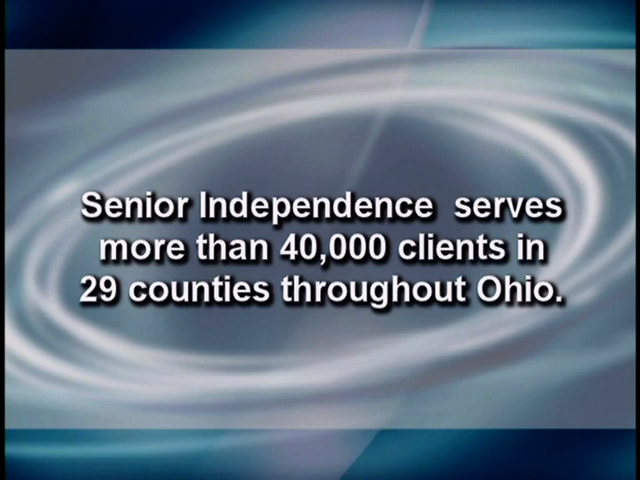 Senior Independence serves
more than 40,000 clients in
29 counties throughout Ohio.